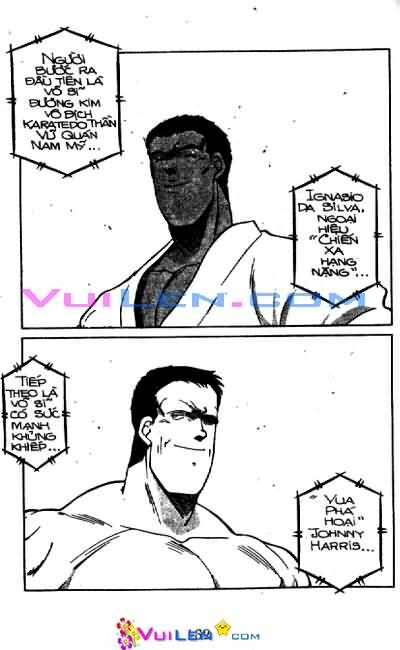 NGƯỜI
BƯỚC RA
ĐẦU TIÊN LÀ
VÕ SĨ
ĐƯƠNG KIM
VÔ ĐỊCH
KARATEDO THẦN
VŨ QUÁN
NAM MỸ...
IGNASIO
DA SILVA,
NGOẠI
HIỆU
"CHIẾN
XA
HẠNG
NẶNG"...
VUILEN.COM
TIẾP
THEO LÀ
VÕ SĨ
CÓ SỨC
MẠNH
KHỦNG
KHIẾP...
VUA
PHÁ
HOẠI"
JOHNNY
HARRIS...
VUILEN.COM